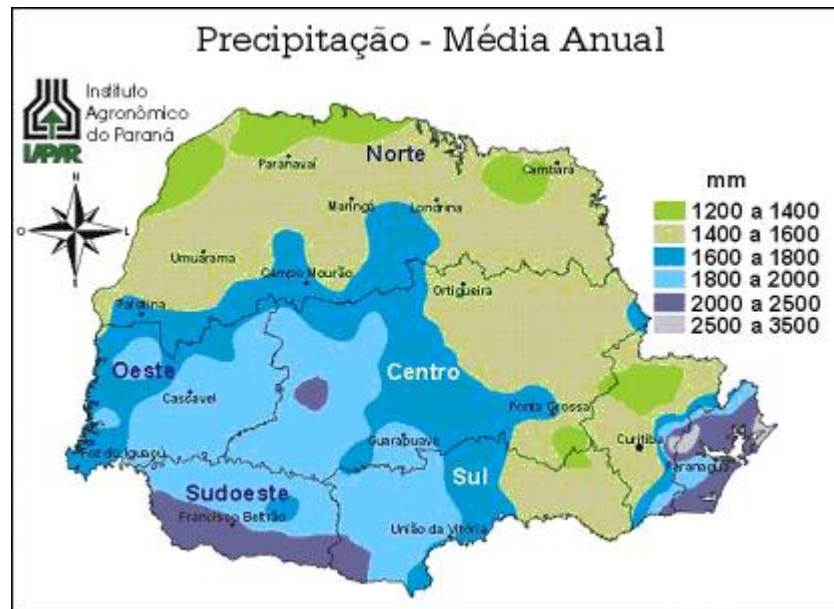 Precipitação - Média Anual
Instituto
Agronômico
do Paraná
IAPAR
N
O
L
S
Norte
Paranavaí
Cambará
Maringá
Londrina
Umuarama
Campo Mourão
Ortigueira
Palotina
Oeste
Centro
Cascavel
Ponta Grossa
Guarapuava
Curitiba
Foz do Iguaçu
Sul
Paranaguá
Sudoeste
Francisco Beltrão
União da Vitória
mm
1200 a 1400
1400 a 1600
1600 a 1800
1800 a 2000
2000 a 2500
2500 a 3500